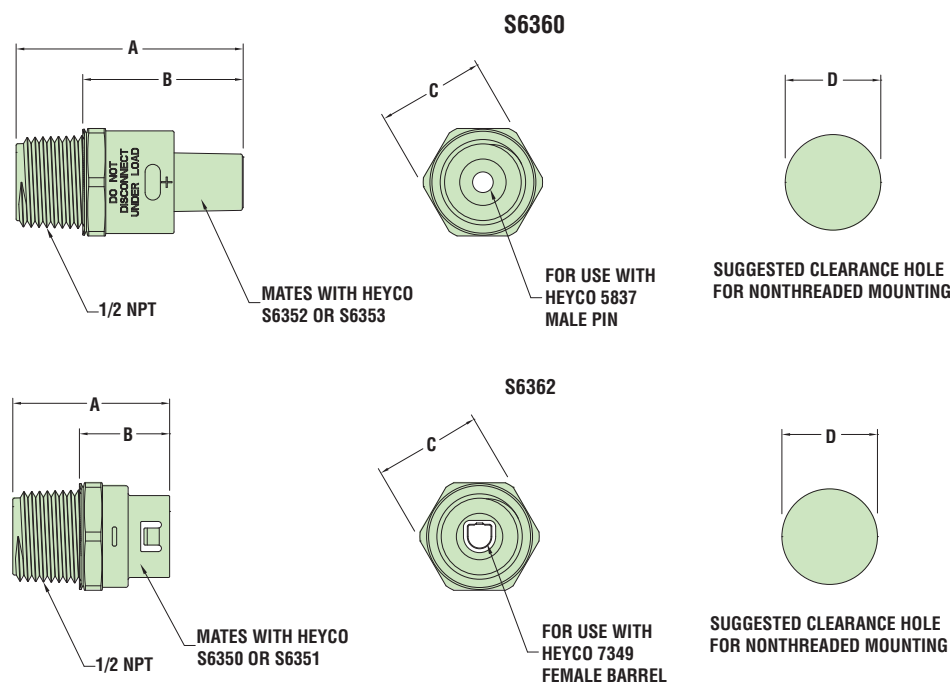 S6360
A
B
C
D
DO NOT
DISCONNECT
UNDER LOAD
+
1/2 NPT
MATES WITH HEYCO
S6352 OR S6353
FOR USE WITH
HEYCO 5837
MALE PIN
SUGGESTED CLEARANCE HOLE
FOR NONTHREADED MOUNTING
S6362
A
B
C
D
1/2 NPT
MATES WITH HEYCO
S6350 OR S6351
FOR USE WITH
HEYCO 7349
FEMALE BARREL
SUGGESTED CLEARANCE HOLE
FOR NONTHREADED MOUNTING